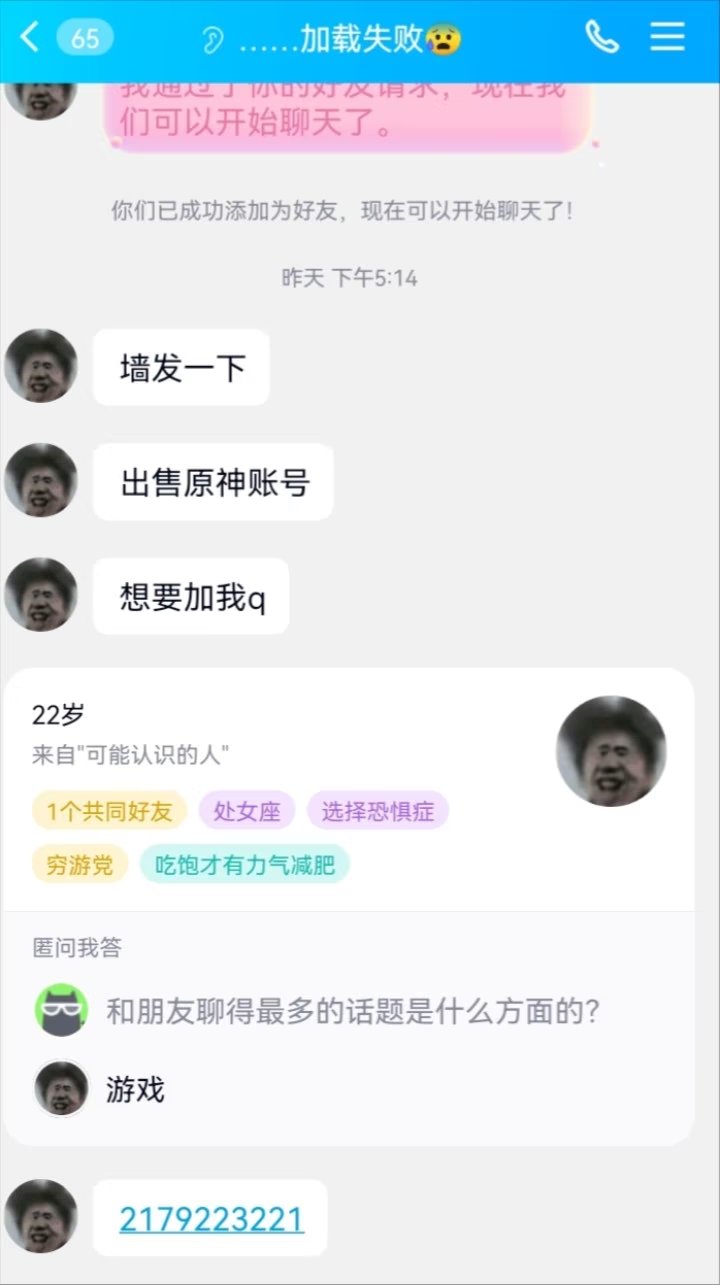 65
......加载失败😰
我通过了你的好友请求，现在我
们可以开始聊天了。
你们已成功添加为好友，现在可以开始聊天了！
昨天 下午5:14
墙发一下
出售原神账号
想要加我q
22岁
来自"可能认识的人"
1个共同好友 处女座 选择恐惧症
穷游党 吃饱才有力气减肥
匿问我答
和朋友聊得最多的话题是什么方面的？
游戏
2179223221